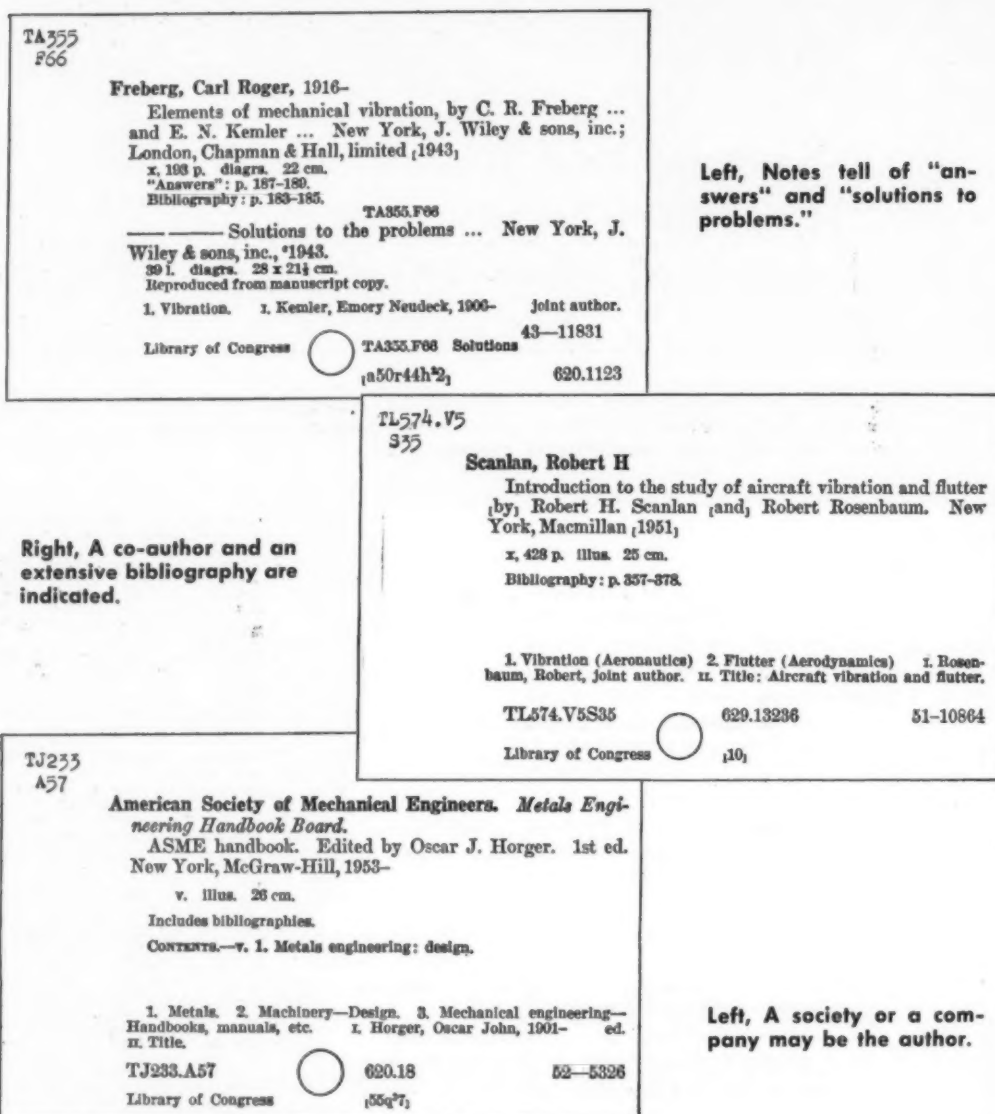 TA355
F66
Freberg, Carl Roger, 1916–
Elements of mechanical vibration, by C. R. Freberg ...
and E. N. Kemler ... New York, J. Wiley & sons, inc.;
London, Chapman & Hall, limited [1943]
x, 193 p. diagrs. 22 cm.
"Answers": p. 187-189.
Bibliography: p. 183-185.
TA355.F66
——— ——— Solutions to the problems ... New York, J.
Wiley & sons, inc., ᶜ1943.
39 l. diagrs. 28 x 21½ cm.
Reproduced from manuscript copy.
1. Vibration. I. Kemler, Emory Neudeck, 1906– joint author.
43—11831
Library of Congress TA355.F66 Solutions
[a50r44h²2] 620.1123
Left, Notes tell of "an-
swers" and "solutions to
problems."
TL574.V5
S35
Scanlan, Robert H
Introduction to the study of aircraft vibration and flutter
[by] Robert H. Scanlan [and] Robert Rosenbaum. New
York, Macmillan [1951]
x, 428 p. illus. 25 cm.
Bibliography: p. 357-378.
1. Vibration (Aeronautics) 2. Flutter (Aerodynamics) I. Rosen-
baum, Robert, joint author. II. Title: Aircraft vibration and flutter.
TL574.V5S35 629.13236 51-10864
Library of Congress [10]
Right, A co-author and an
extensive bibliography are
indicated.
TJ233
A57
American Society of Mechanical Engineers. Metals Engi-
neering Handbook Board.
ASME handbook. Edited by Oscar J. Horger. 1st ed.
New York, McGraw-Hill, 1953–
v. illus. 26 cm.
Includes bibliographies.
CONTENTS.—v. 1. Metals engineering: design.
1. Metals. 2. Machinery—Design. 3. Mechanical engineering—
Handbooks, manuals, etc. I. Horger, Oscar John, 1901– ed.
II. Title.
TJ233.A57 620.18 52—5326
Library of Congress [55q³7]
Left, A society or a com-
pany may be the author.